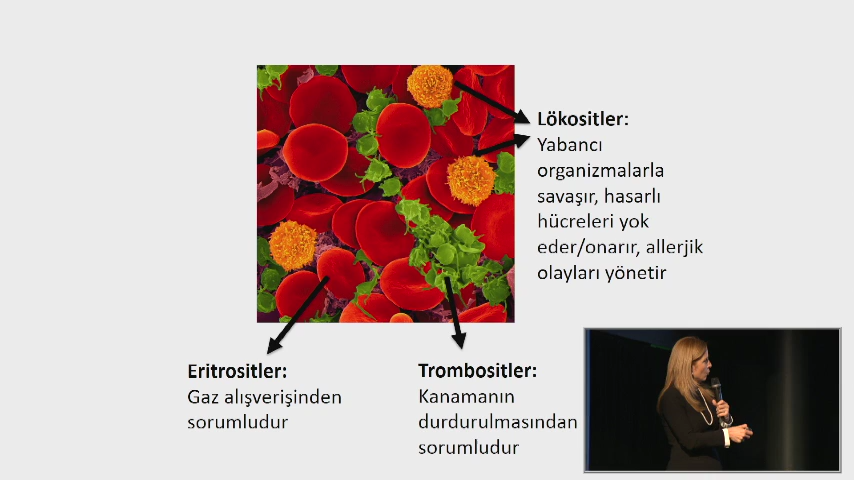 Lökositler:
Yabancı
organizmalarla
savaşır, hasarlı
hücreleri yok
eder/onarır, allerjik
olayları yönetir
Eritrositler:
Gaz alışverişinden
sorumludur
Trombositler:
Kanamanın
durdurulmasından
sorumludur